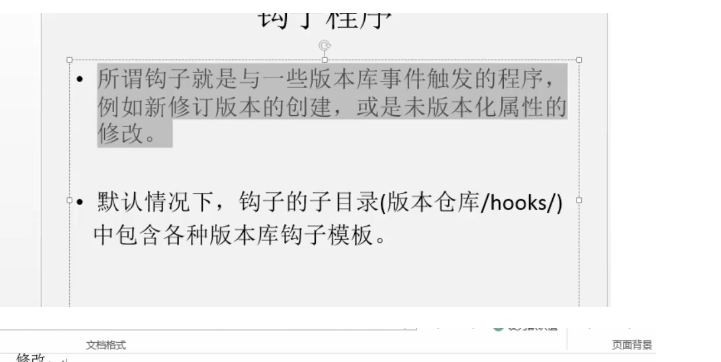 钩子程序
• 所谓钩子就是与一些版本库事件触发的程序，
例如新修订版本的创建，或是未版本化属性的
修改。
• 默认情况下，钩子的子目录(版本仓库/hooks/)
中包含各种版本库钩子模板。
文档格式
页面背景
修改。